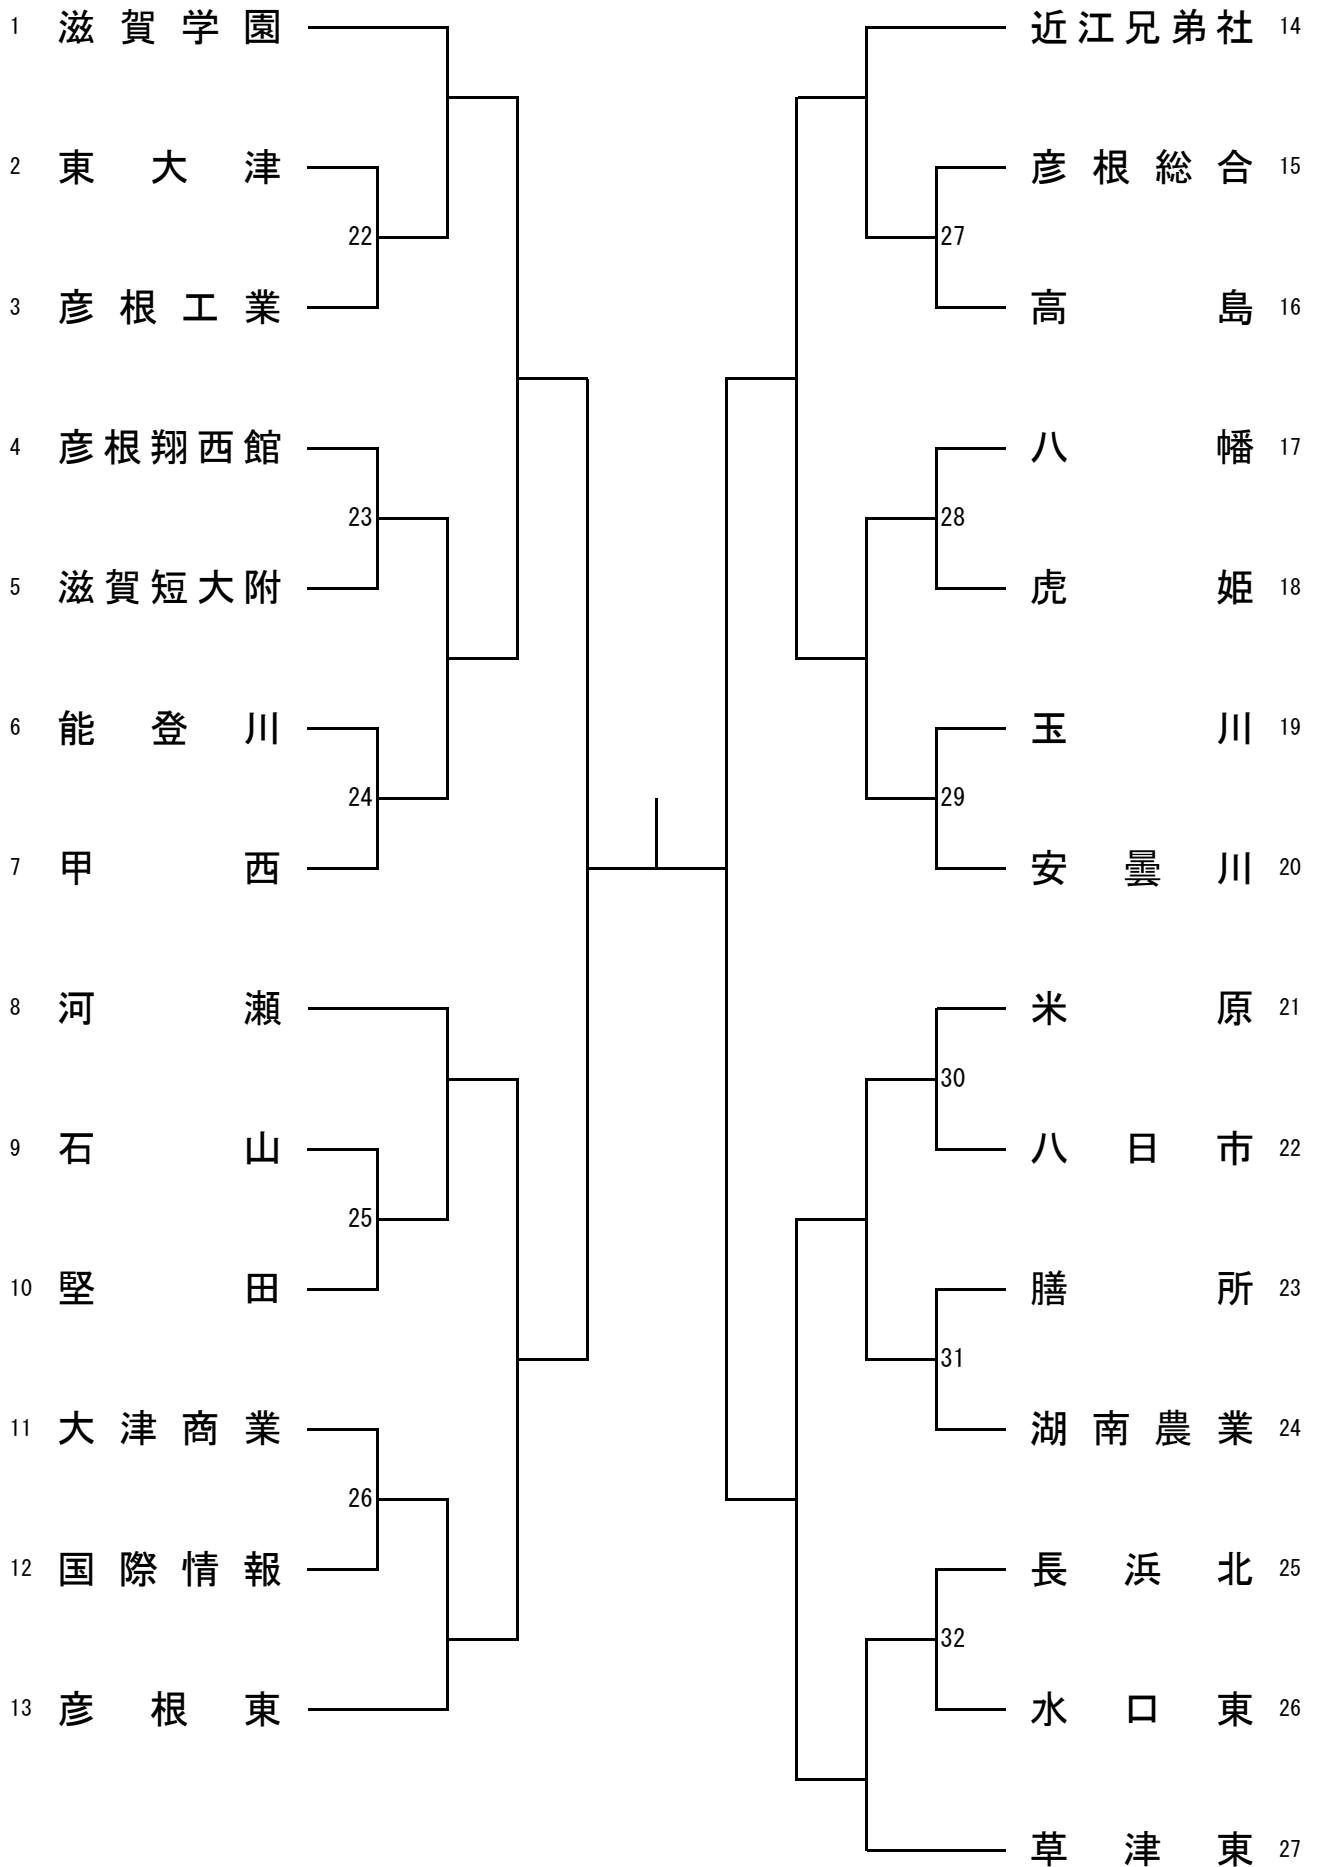 1 滋賀学園
2 東大津
22
3 彦根工業
4 彦根翔西館
23
5 滋賀短大附
6 能登川
24
7 甲西
8 河瀬
9 石山
25
10 堅田
11 大津商業
26
12 国際情報
13 彦根東
近江兄弟社 14
彦根総合 15
27
高島 16
八幡 17
28
虎姫 18
玉川 19
29
安曇川 20
米原 21
30
八日市 22
膳所 23
31
湖南農業 24
長浜北 25
32
水口東 26
草津東 27